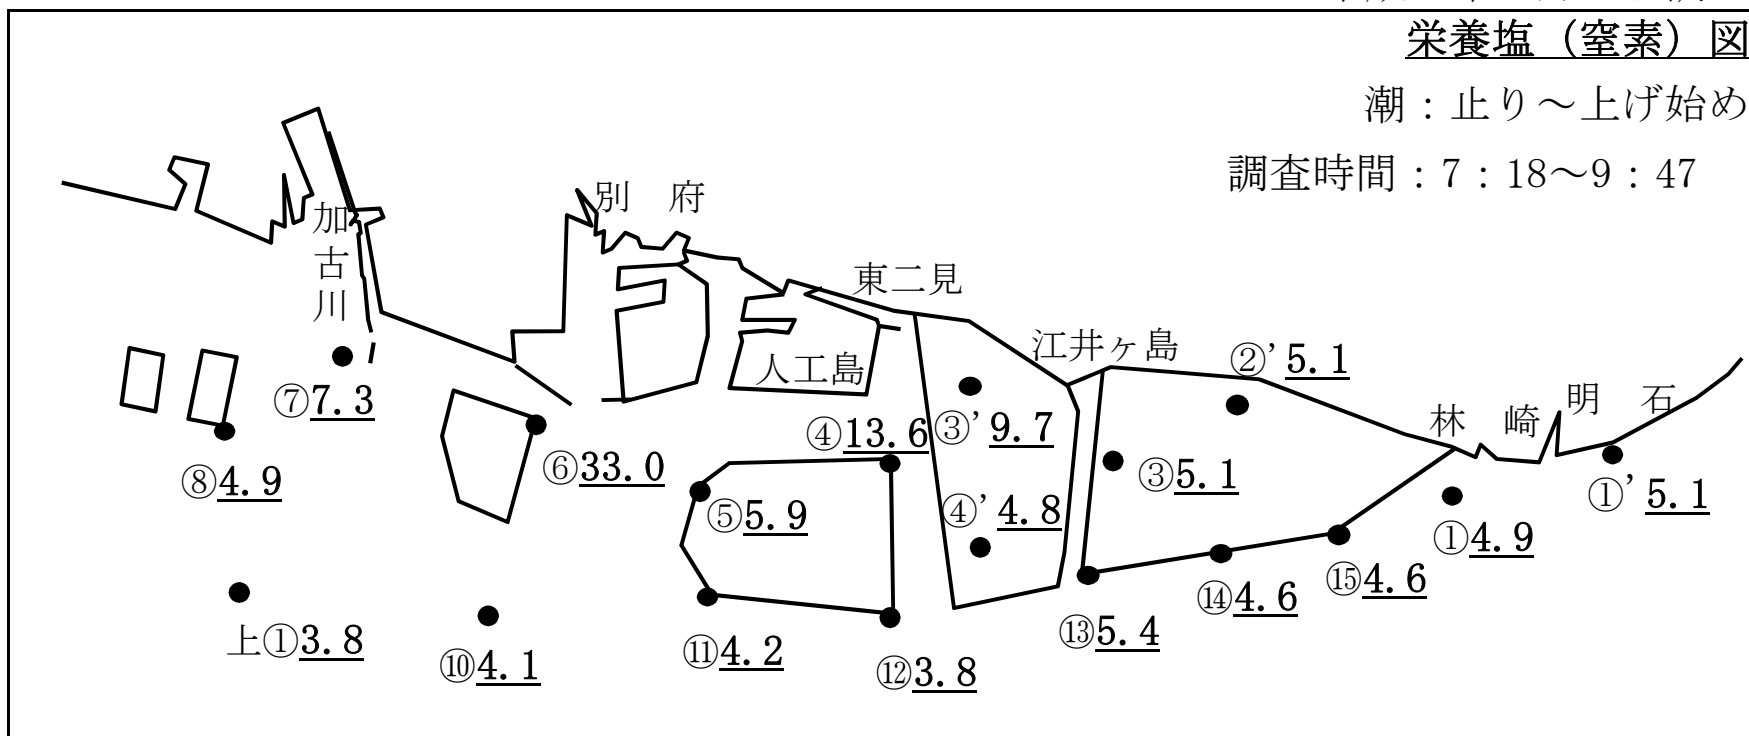 栄養塩（窒素）図
潮：止り～上げ始め
調査時間：7：18～9：47
別 府
加古川
東二見
江井ヶ島
②’5.1
人工島
明 石
林 崎
⑦7.3
③’9.7
④13.6
⑥33.0
③5.1
⑧4.9
①’5.1
⑤5.9
④’4.8
①4.9
⑮4.6
⑭4.6
⑬5.4
上①3.8
⑩4.1
⑪4.2
⑫3.8